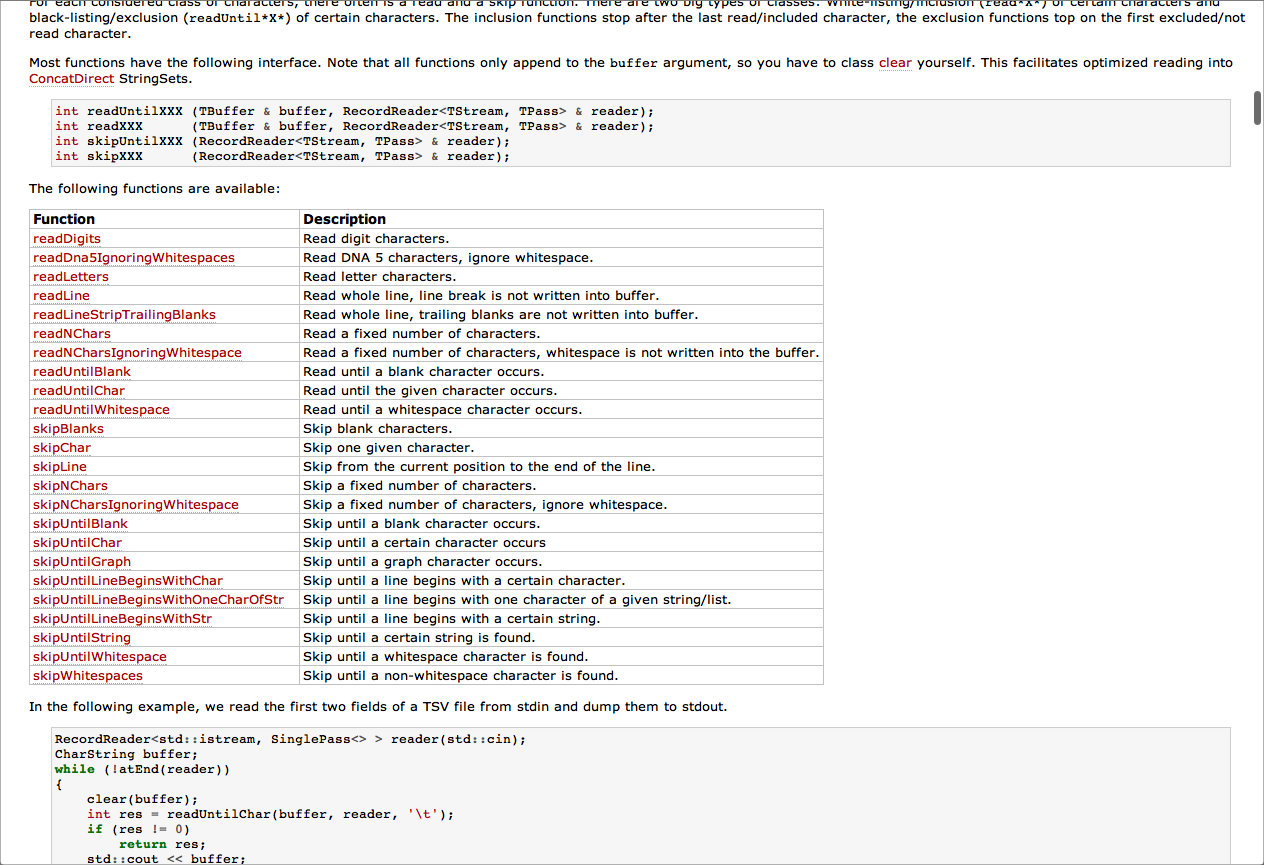 For each considered class of characters, there often is a read and a skip function. There are two big types of classes: White-listing/inclusion (read*X*) of certain characters and
black-listing/exclusion (readUntil*X*) of certain characters. The inclusion functions stop after the last read/included character, the exclusion functions top on the first excluded/not
read character.
Most functions have the following interface. Note that all functions only append to the buffer argument, so you have to class clear yourself. This facilitates optimized reading into
ConcatDirect StringSets.
int readUntilXXX (TBuffer & buffer, RecordReader<TStream, TPass> & reader);
int readXXX      (TBuffer & buffer, RecordReader<TStream, TPass> & reader);
int skipUntilXXX (RecordReader<TStream, TPass> & reader);
int skipXXX      (RecordReader<TStream, TPass> & reader);
The following functions are available:
Function Description
readDigits Read digit characters.
readDna5IgnoringWhitespaces Read DNA 5 characters, ignore whitespace.
readLetters Read letter characters.
readLine Read whole line, line break is not written into buffer.
readLineStripTrailingBlanks Read whole line, trailing blanks are not written into buffer.
readNChars Read a fixed number of characters.
readNCharsIgnoringWhitespace Read a fixed number of characters, whitespace is not written into the buffer.
readUntilBlank Read until a blank character occurs.
readUntilChar Read until the given character occurs.
readUntilWhitespace Read until a whitespace character occurs.
skipBlanks Skip blank characters.
skipChar Skip one given character.
skipLine Skip from the current position to the end of the line.
skipNChars Skip a fixed number of characters.
skipNCharsIgnoringWhitespace Skip a fixed number of characters, ignore whitespace.
skipUntilBlank Skip until a blank character occurs.
skipUntilChar Skip until a certain character occurs
skipUntilGraph Skip until a graph character occurs.
skipUntilLineBeginsWithChar Skip until a line begins with a certain character.
skipUntilLineBeginsWithOneCharOfStr Skip until a line begins with one character of a given string/list.
skipUntilLineBeginsWithStr Skip until a line begins with a certain string.
skipUntilString Skip until a certain string is found.
skipUntilWhitespace Skip until a whitespace character is found.
skipWhitespaces Skip until a non-whitespace character is found.
In the following example, we read the first two fields of a TSV file from stdin and dump them to stdout.
RecordReader<std::istream, SinglePass<> > reader(std::cin);
CharString buffer;
while (!atEnd(reader))
{
    clear(buffer);
    int res = readUntilChar(buffer, reader, '\t');
    if (res != 0)
        return res;
    std::cout << buffer;